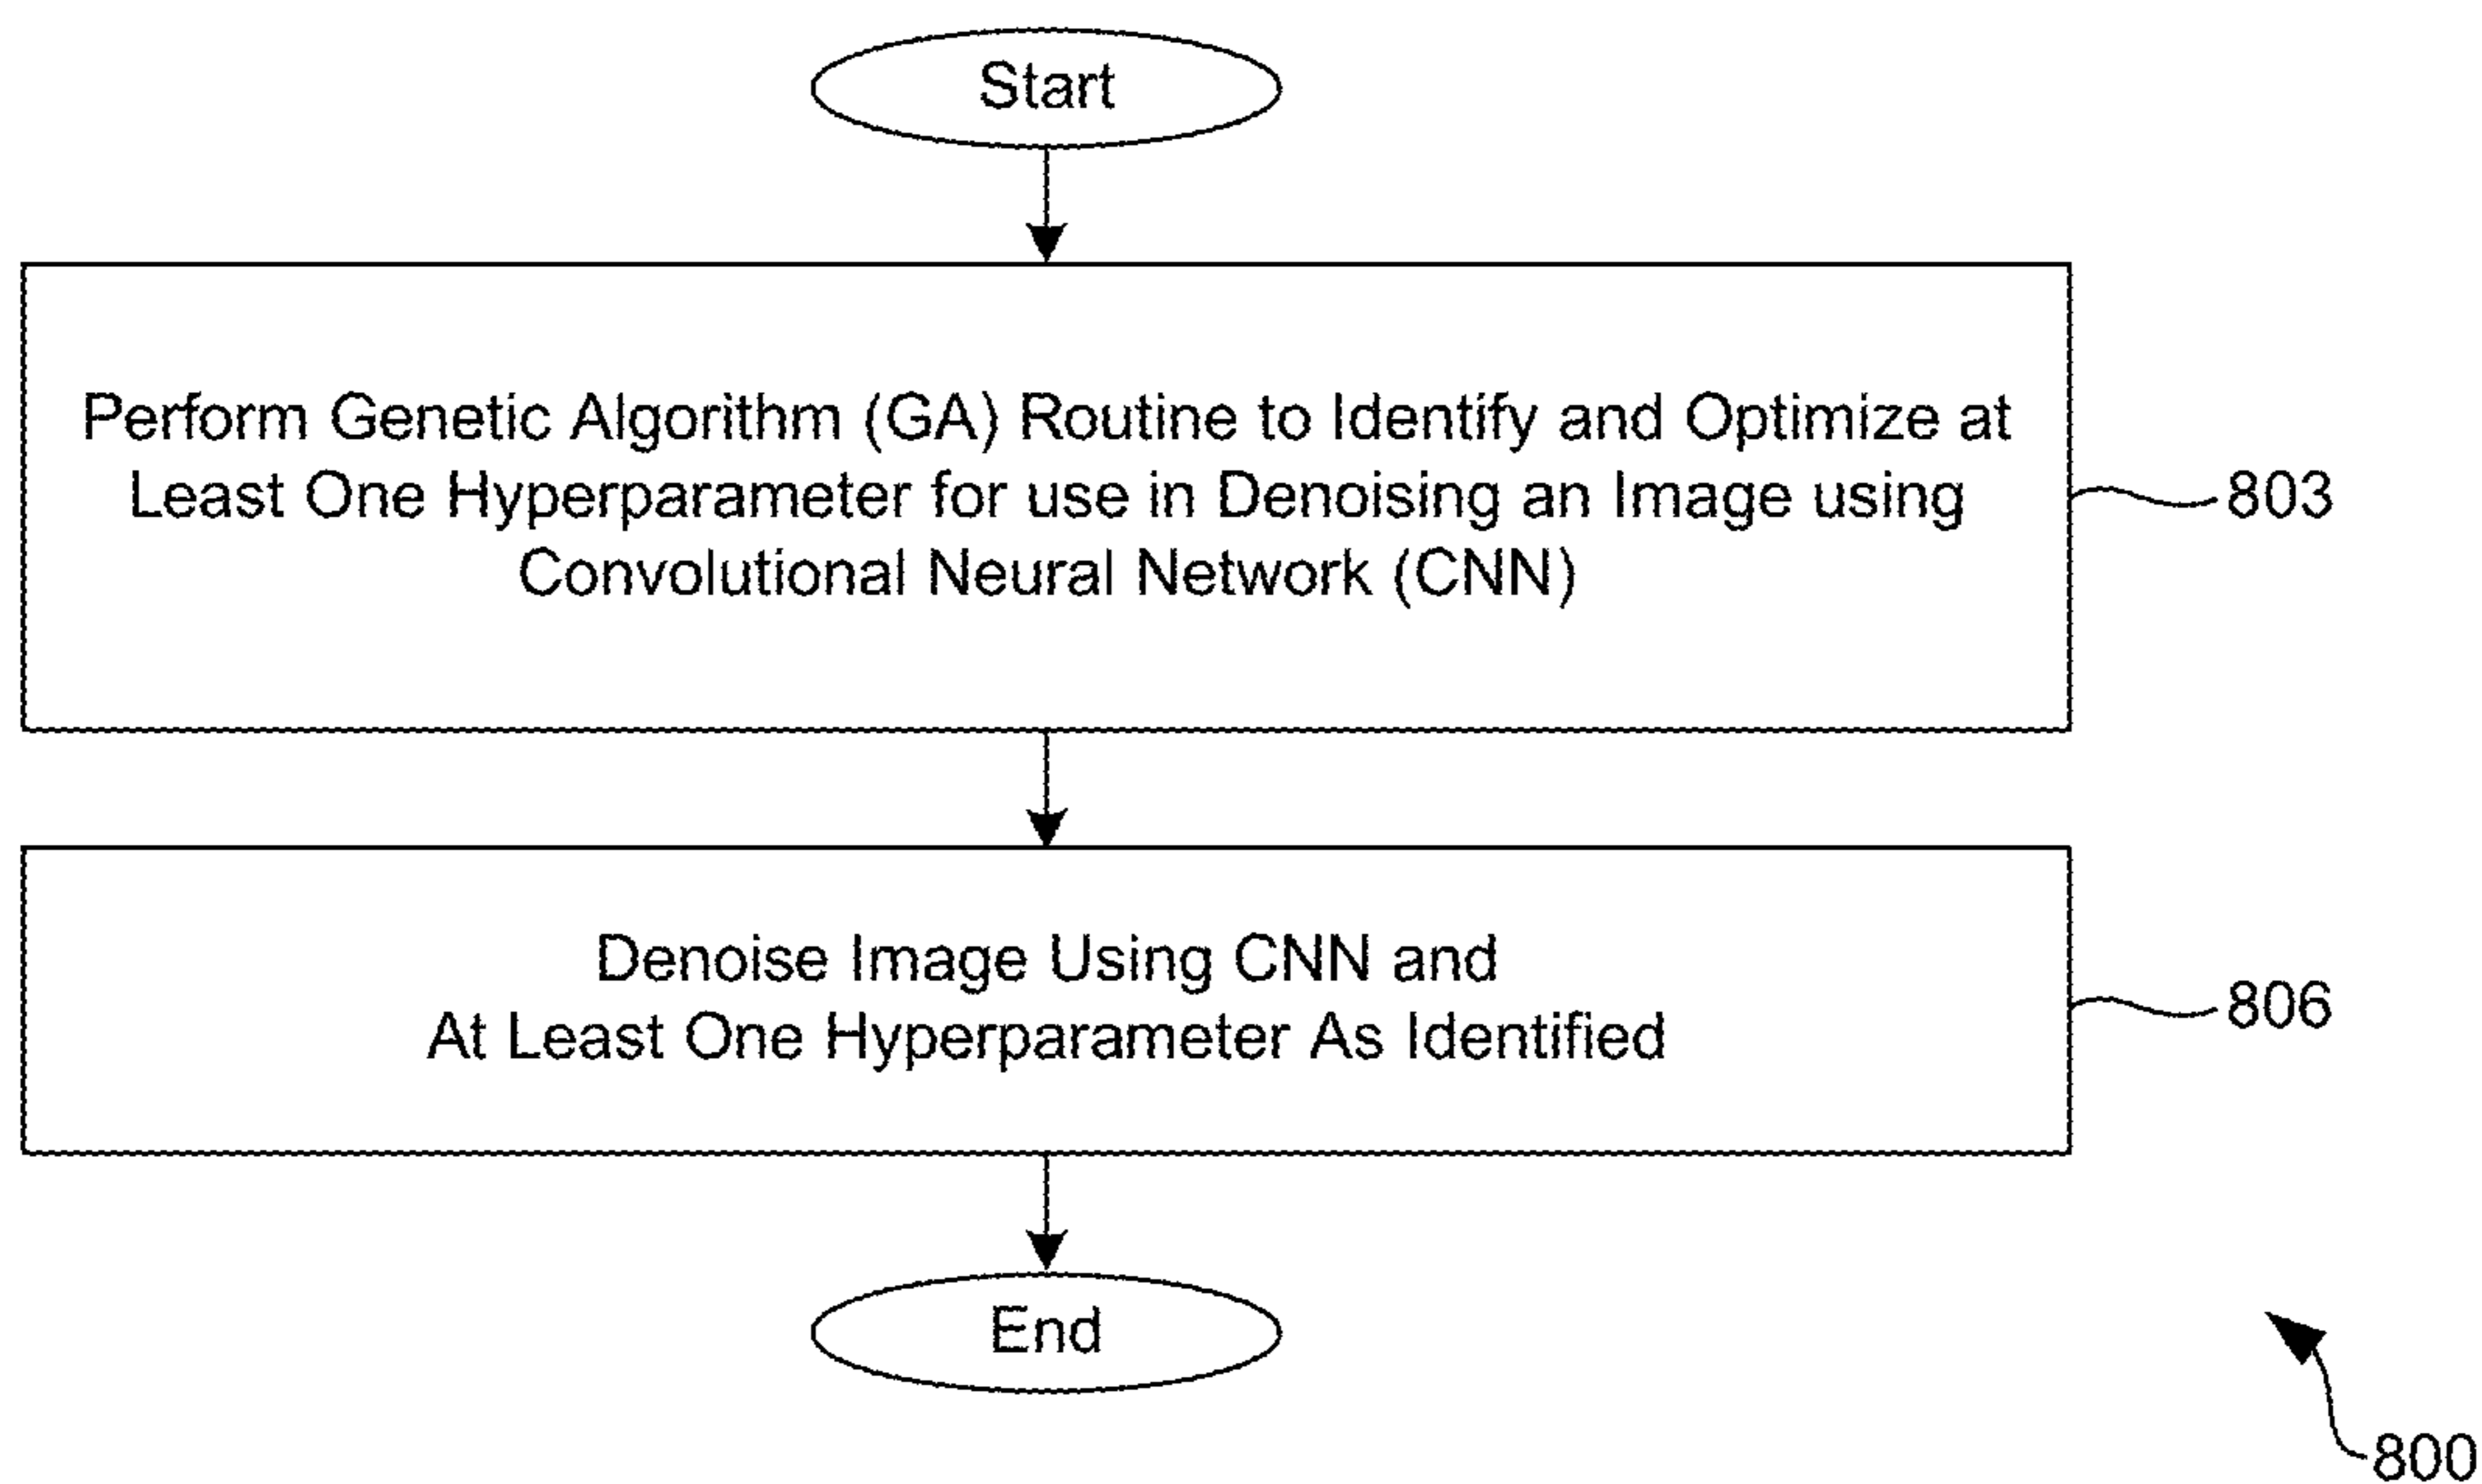 Start
Perform Genetic Algorithm (GA) Routine to Identify and Optimize at
Least One Hyperparameter for use in Denoising an Image using
Convolutional Neural Network (CNN)
803
Denoise Image Using CNN and
At Least One Hyperparameter As Identified
806
End
800